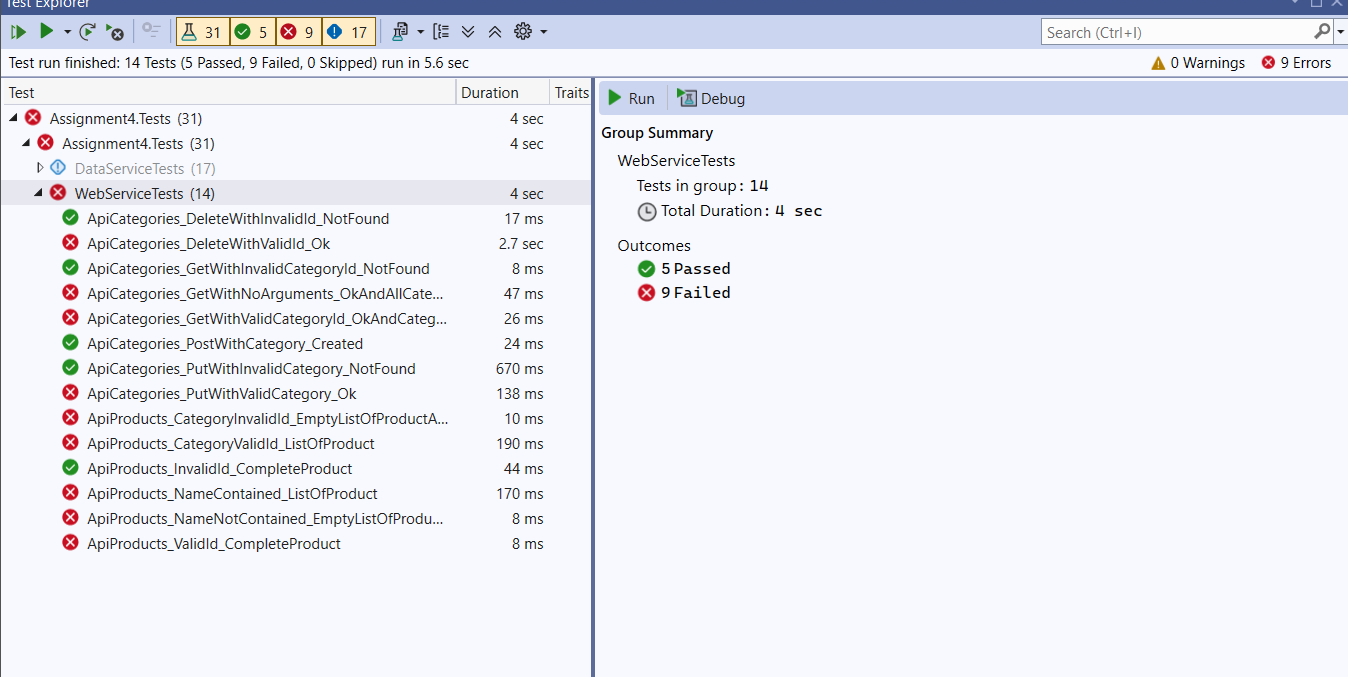 Test Explorer
31 5 9 17
Search (Ctrl+I)
Test run finished: 14 Tests (5 Passed, 9 Failed, 0 Skipped) run in 5.6 sec
0 Warnings 9 Errors
Test Duration Traits
Assignment4.Tests (31) 4 sec
Assignment4.Tests (31) 4 sec
DataServiceTests (17)
WebServiceTests (14) 4 sec
ApiCategories_DeleteWithInvalidId_NotFound 17 ms
ApiCategories_DeleteWithValidId_Ok 2.7 sec
ApiCategories_GetWithInvalidCategoryId_NotFound 8 ms
ApiCategories_GetWithNoArguments_OkAndAllCate... 47 ms
ApiCategories_GetWithValidCategoryId_OkAndCateg... 26 ms
ApiCategories_PostWithCategory_Created 24 ms
ApiCategories_PutWithInvalidCategory_NotFound 670 ms
ApiCategories_PutWithValidCategory_Ok 138 ms
ApiProducts_CategoryInvalidId_EmptyListOfProductA... 10 ms
ApiProducts_CategoryValidId_ListOfProduct 190 ms
ApiProducts_InvalidId_CompleteProduct 44 ms
ApiProducts_NameContained_ListOfProduct 170 ms
ApiProducts_NameNotContained_EmptyListOfProdu... 8 ms
ApiProducts_ValidId_CompleteProduct 8 ms
Run Debug
Group Summary
WebServiceTests
Tests in group: 14
Total Duration: 4 sec
Outcomes
5 Passed
9 Failed